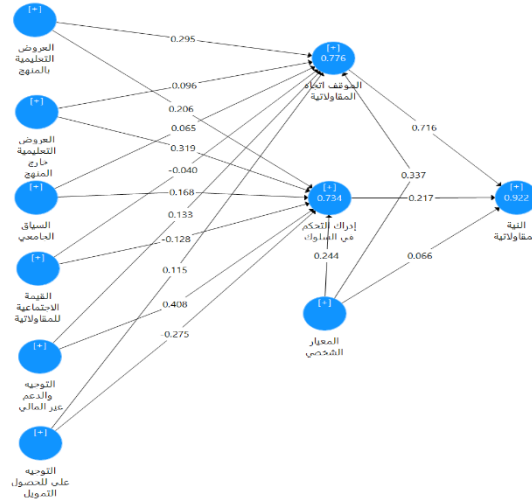 [+]
العروض
التعليمية
بالمنهج
[+]
العروض
التعليمية
خارج
المنهج
[+]
السياق
الجامعي
[+]
القيمة
الاجتماعية
للمقاولاتية
[+]
التوجيه
والدعم
غير المالي
[+]
التوجيه
على للحصول
التمويل
0.295
0.096
0.206
0.065
0.319
-0.040
0.168
0.133
-0.128
0.115
0.408
-0.275
[+]
0.776
الموقف اتجاه
المقاولاتية
[+]
0.734
إدراك التحكم
في السلوك
[+]
المعيار
الشخصي
0.716
0.337
0.217
0.244
0.066
[+]
0.922
النية
مقاولاتية